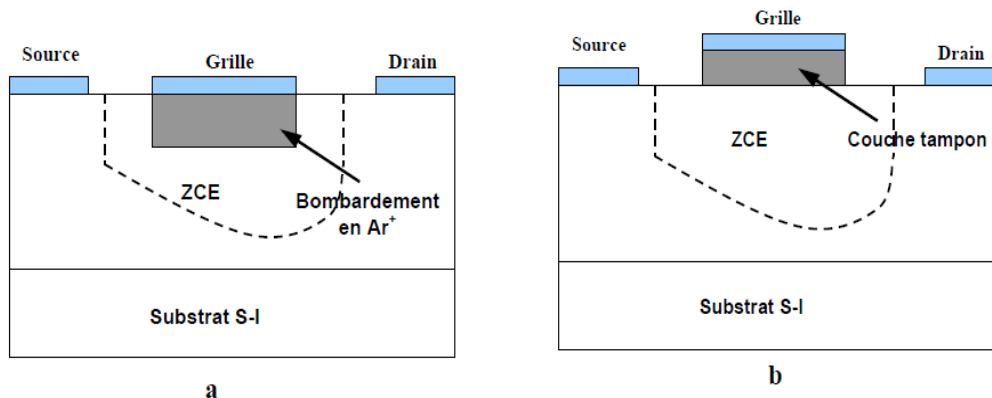 Source
Grille
Drain
ZCE
Bombardement
en Ar⁺
Substrat S-I
a
Grille
Source
Drain
ZCE
Couche tampon
Substrat S-I
b